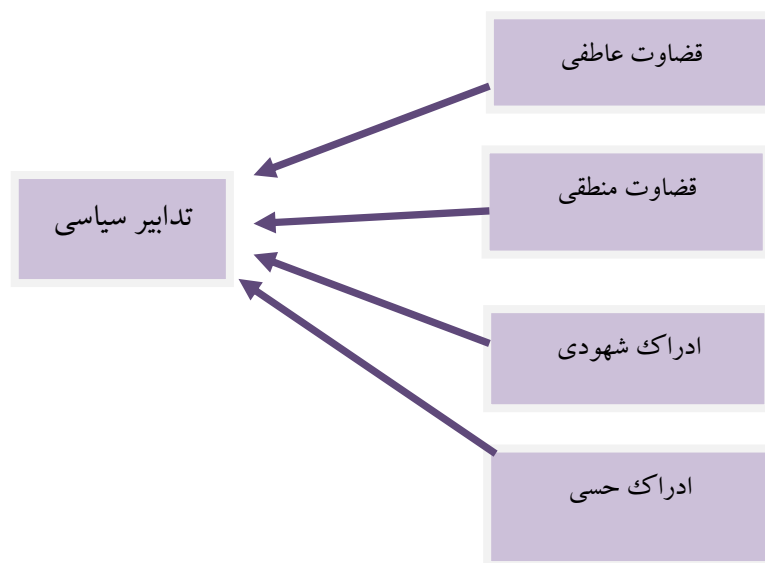 قضاوت عاطفی
قضاوت منطقی
تدابیر سیاسی
ادراک شهودی
ادراک حسی